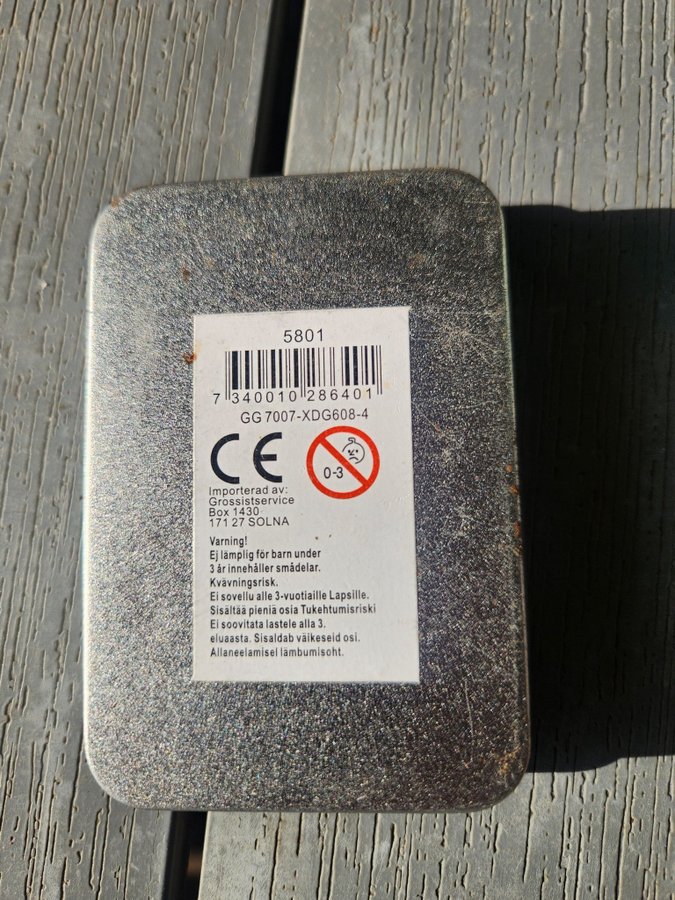 5801
7 340010 286401
GG 7007-XDG608-4
CE
0-3
Importerad av:
Grossistservice
Box 1430
171 27 SOLNA
Varning!
Ej lämplig för barn under
3 år innehåller smådelar.
Kvävningsrisk.
Ei sovellu alle 3-vuotiaille Lapsille.
Sisältää pieniä osia Tukehtumisriski
Ei soovitata lastele alla 3.
eluaasta. Sisaldab väikeseid osi.
Allaneelamisel lämbumisoht.